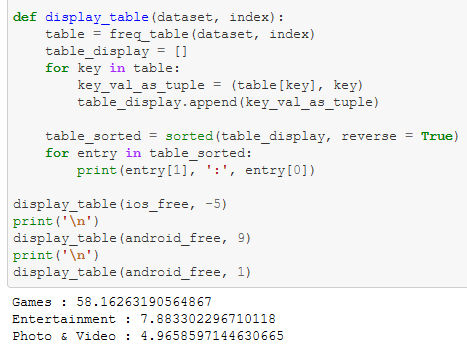 def display_table(dataset, index):
    table = freq_table(dataset, index)
    table_display = []
    for key in table:
        key_val_as_tuple = (table[key], key)
        table_display.append(key_val_as_tuple)

    table_sorted = sorted(table_display, reverse = True)
    for entry in table_sorted:
        print(entry[1], ':', entry[0])

display_table(ios_free, -5)
print('\n')
display_table(android_free, 9)
print('\n')
display_table(android_free, 1)

Games : 58.16263190564867
Entertainment : 7.883302296710118
Photo & Video : 4.9658597144630665